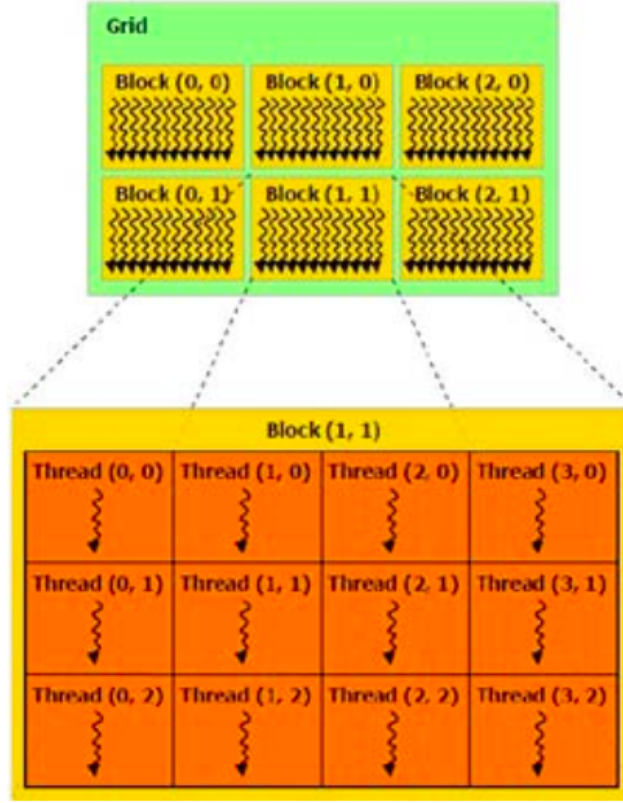 Grid
Block (0, 0) Block (1, 0) Block (2, 0)
Block (0, 1) Block (1, 1) Block (2, 1)
Block (1, 1)
Thread (0, 0) Thread (1, 0) Thread (2, 0) Thread (3, 0)
Thread (0, 1) Thread (1, 1) Thread (2, 1) Thread (3, 1)
Thread (0, 2) Thread (1, 2) Thread (2, 2) Thread (3, 2)